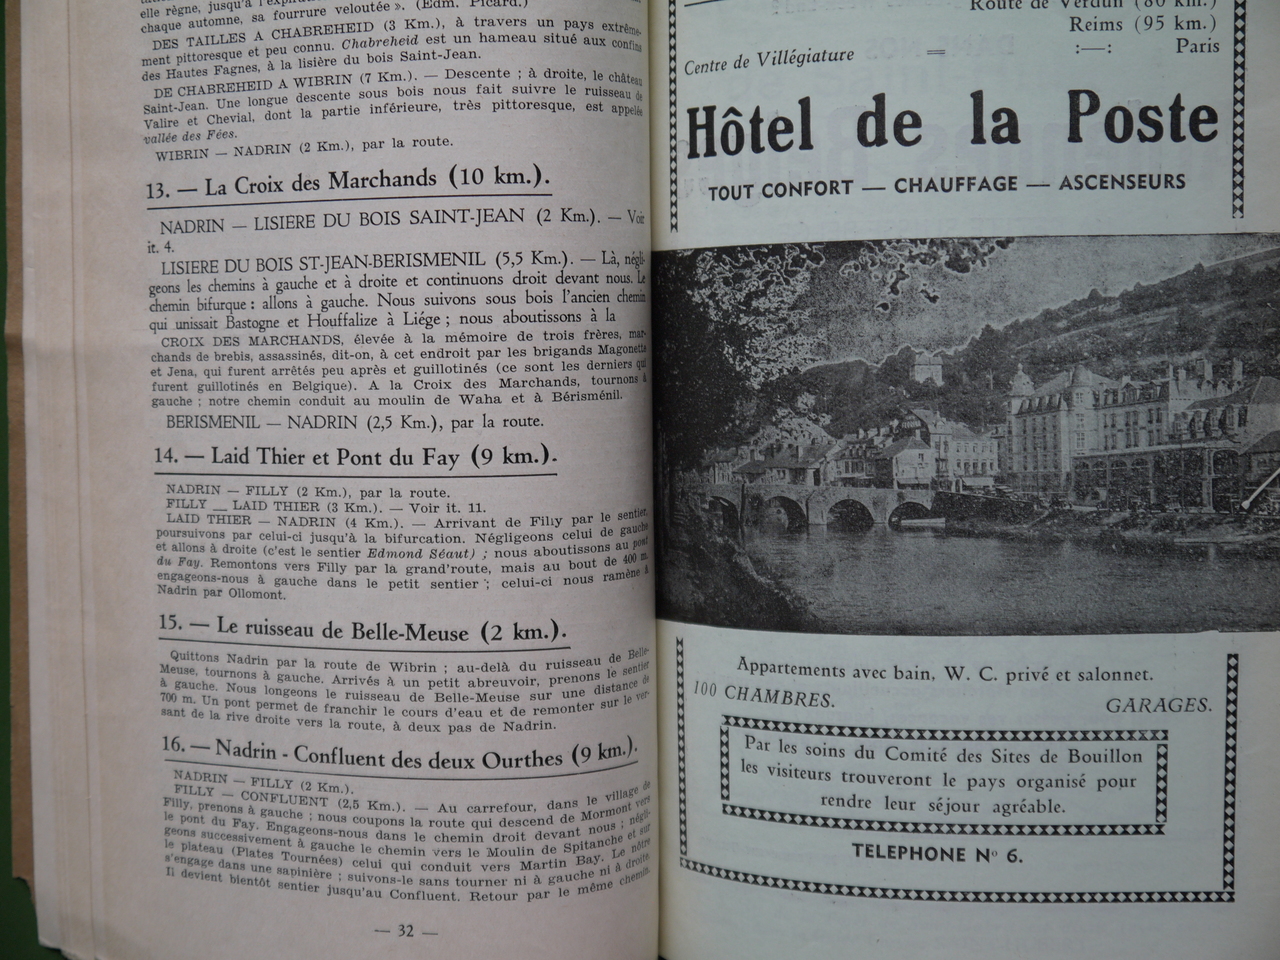 elle règne, jusqu'à
chaque automne, sa fourrure veloutée ». (Edm. Picard.)
DES TAILLES A CHABREHEID (3 Km.), à travers un pays extrême-
ment pittoresque et peu connu. Chabreheid est un hameau situé aux confins
des Hautes Fagnes, à la lisière du bois Saint-Jean.
DE CHABREHEID A WIBRIN (7 Km.). — Descente ; à droite, le château
Saint-Jean. Une longue descente sous bois nous fait suivre le ruisseau de
Valire et Chevial, dont la partie inférieure, très pittoresque, est appelée
vallée des Fées.
WIBRIN — NADRIN (2 Km.), par la route.
13. — La Croix des Marchands (10 km.).
NADRIN — LISIERE DU BOIS SAINT-JEAN (2 Km.). — Voir
it. 4.
LISIERE DU BOIS ST-JEAN-BERISMENIL (5,5 Km.). — Là, négli-
geons les chemins à gauche et à droite et continuons droit devant nous. Le
chemin bifurque : allons à gauche. Nous suivons sous bois l'ancien chemin
qui unissait Bastogne et Houffalize à Liége ; nous aboutissons à la
CROIX DES MARCHANDS, élevée à la mémoire de trois frères, mar-
chands de brebis, assassinés, dit-on, à cet endroit par les brigands Magonette
et Jena, qui furent arrêtés peu après et guillotinés (ce sont les derniers qui
furent guillotinés en Belgique). A la Croix des Marchands, tournons à
gauche ; notre chemin conduit au moulin de Waha et à Bérisménil.
BERISMENIL — NADRIN (2,5 Km.), par la route.
14. — Laid Thier et Pont du Fay (9 km.).
NADRIN — FILLY (2 Km.), par la route.
FILLY — LAID THIER (3 Km.). — Voir it. 11.
LAID THIER — NADRIN (4 Km.). — Arrivant de Filly par le sentier,
poursuivons par celui-ci jusqu'à la bifurcation. Négligeons celui de gauche
et allons à droite (c'est le sentier Edmond Séaut) ; nous aboutissons au pont
du Fay. Remontons vers Filly par la grand'route, mais au bout de 400 m.
engageons-nous à gauche dans le petit sentier ; celui-ci nous ramène à
Nadrin par Ollomont.
15. — Le ruisseau de Belle-Meuse (2 km.).
Quittons Nadrin par la route de Wibrin ; au-delà du ruisseau de Belle-
Meuse, tournons à gauche. Arrivés à un petit abreuvoir, prenons le sentier
à gauche. Nous longeons le ruisseau de Belle-Meuse sur une distance de
700 m. Un pont permet de franchir le cours d'eau et de remonter sur le ver-
sant de la rive droite vers la route, à deux pas de Nadrin.
16. — Nadrin - Confluent des deux Ourthes (9 km.).
NADRIN — FILLY (2 Km.).
FILLY — CONFLUENT (2,5 Km.). — Au carrefour, dans le village de
Filly, prenons à gauche ; nous coupons la route qui descend de Mormont vers
le pont du Fay. Engageons-nous dans le chemin droit devant nous ; négli-
geons successivement à gauche le chemin vers le Moulin de Spitanche et sur
le plateau (Plates Tournées) celui qui conduit vers Martin Bay. Le nôtre
s'engage dans une sapinière ; suivons-le sans tourner ni à gauche ni à droite.
Il devient bientôt sentier jusqu'au Confluent. Retour par le même chemin.
— 32 —
Route de Verdun (80 km.)
Reims (95 km.)
Centre de Villégiature = :—: Paris
Hôtel de la Poste
TOUT CONFORT — CHAUFFAGE — ASCENSEURS
Appartements avec bain, W. C. privé et salonnet.
100 CHAMBRES. GARAGES.
Par les soins du Comité des Sites de Bouillon
les visiteurs trouveront le pays organisé pour
rendre leur séjour agréable.
TELEPHONE N° 6.